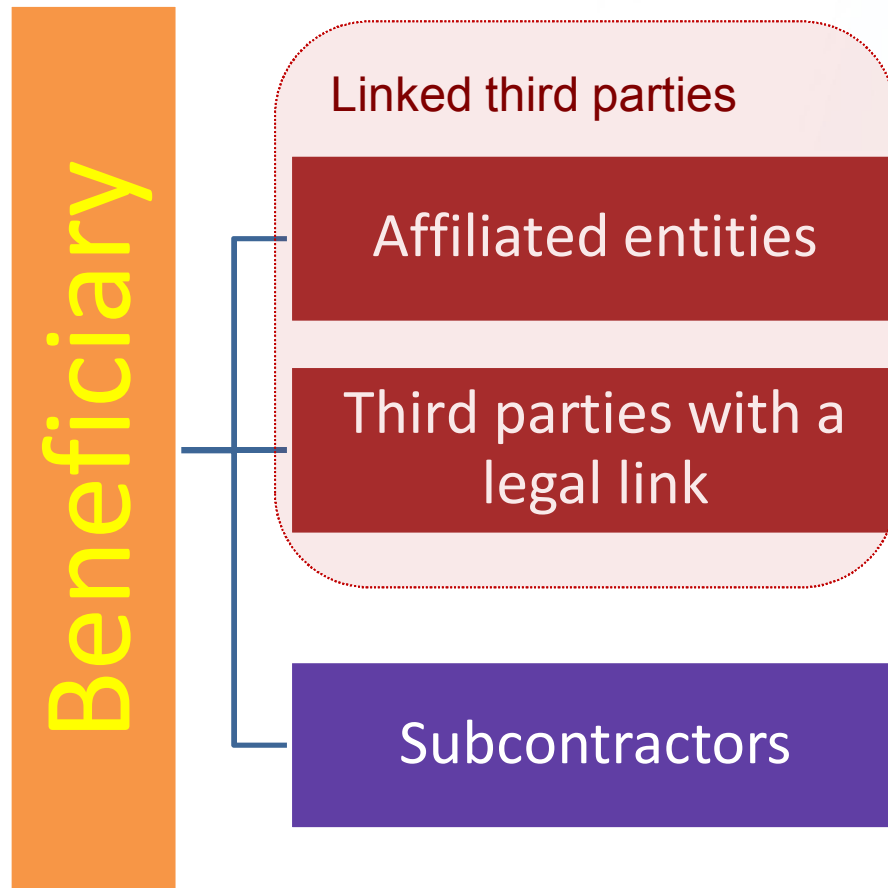 Beneficiary
Linked third parties
Affiliated entities
Third parties with a
legal link
Subcontractors